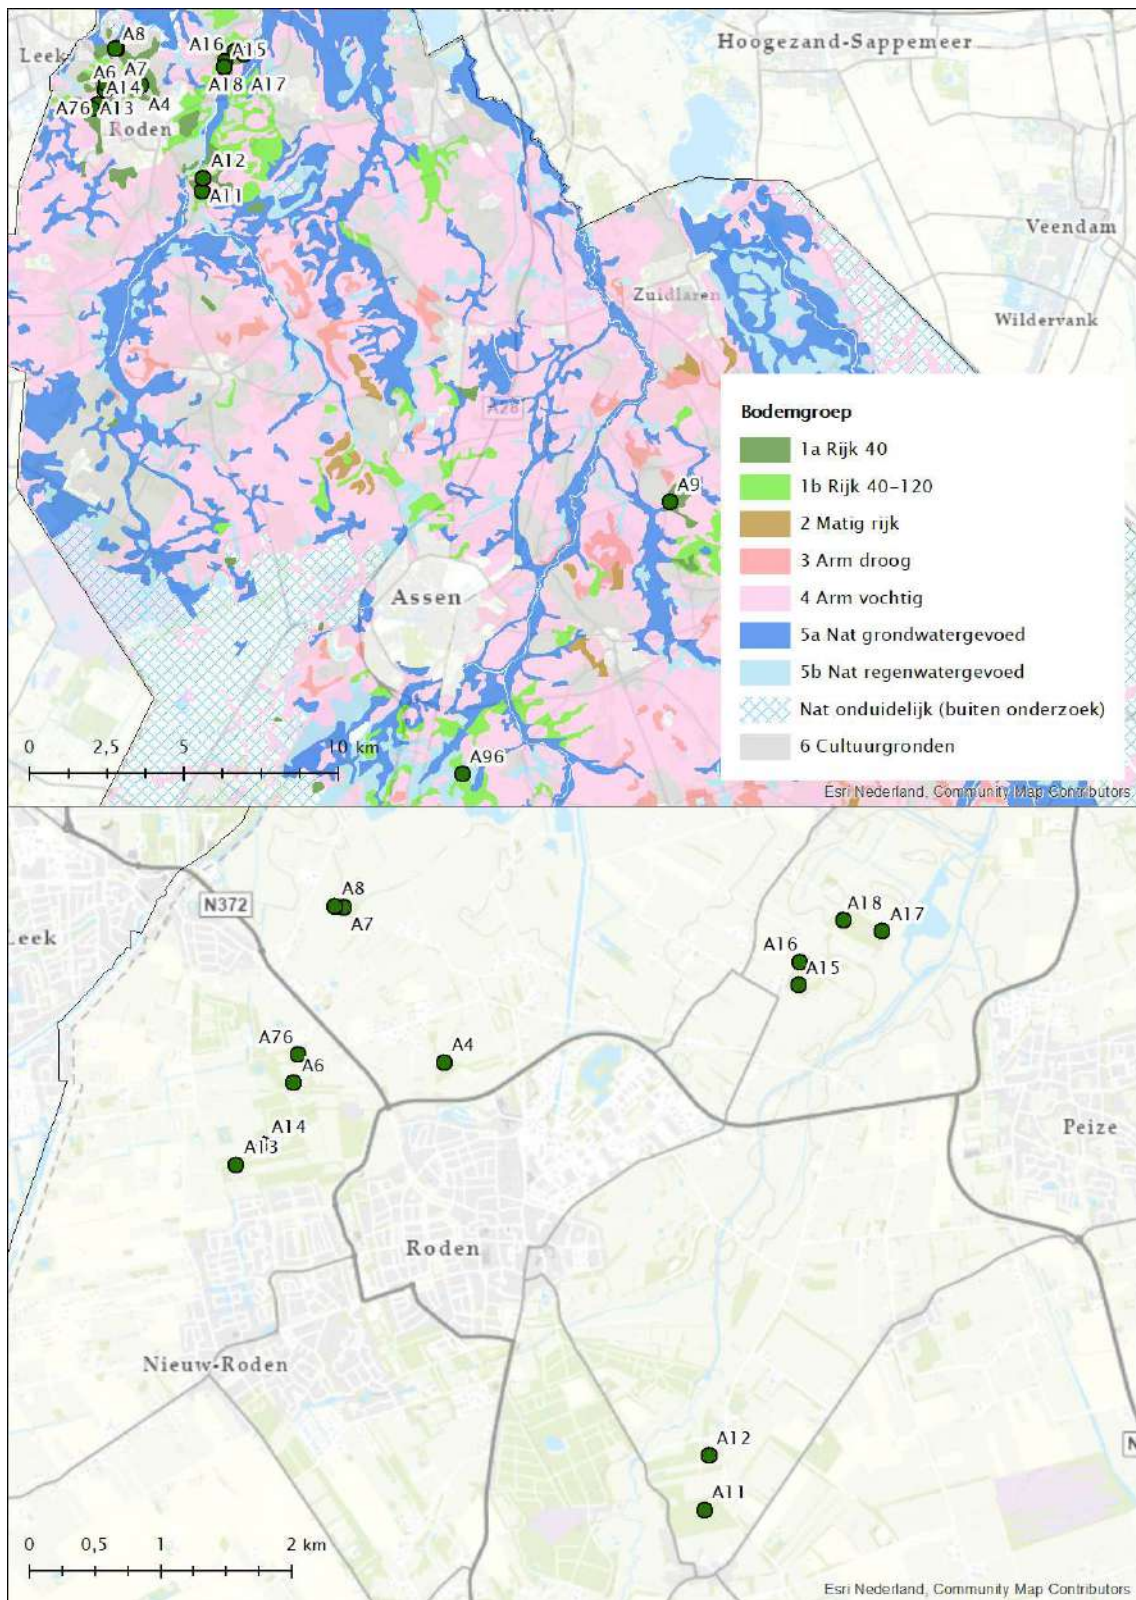 Leek
A8
A16
A15
A6
A7
A14
A18
A17
A76
A13
A4
Roden
A12
A11
Hoogezand-Sappemeer
Veendam
Zuidlaren
Wildervank
A28
A9
Assen
A96
Bodemgroep
1a Rijk 40
1b Rijk 40-120
2 Matig rijk
3 Arm droog
4 Arm vochtig
5a Nat grondwatergevoed
5b Nat regenwatergevoed
Nat onduidelijk (buiten onderzoek)
6 Cultuurgronden
0 2,5 5 10 km
Esri Nederland, Community Map Contributors
N372
Leek
A8
A7
A18
A17
A16
A15
A76
A6
A4
A14
A13
Peize
Roden
Nieuw-Roden
A12
N
A11
0 0,5 1 2 km
Esri Nederland, Community Map Contributors